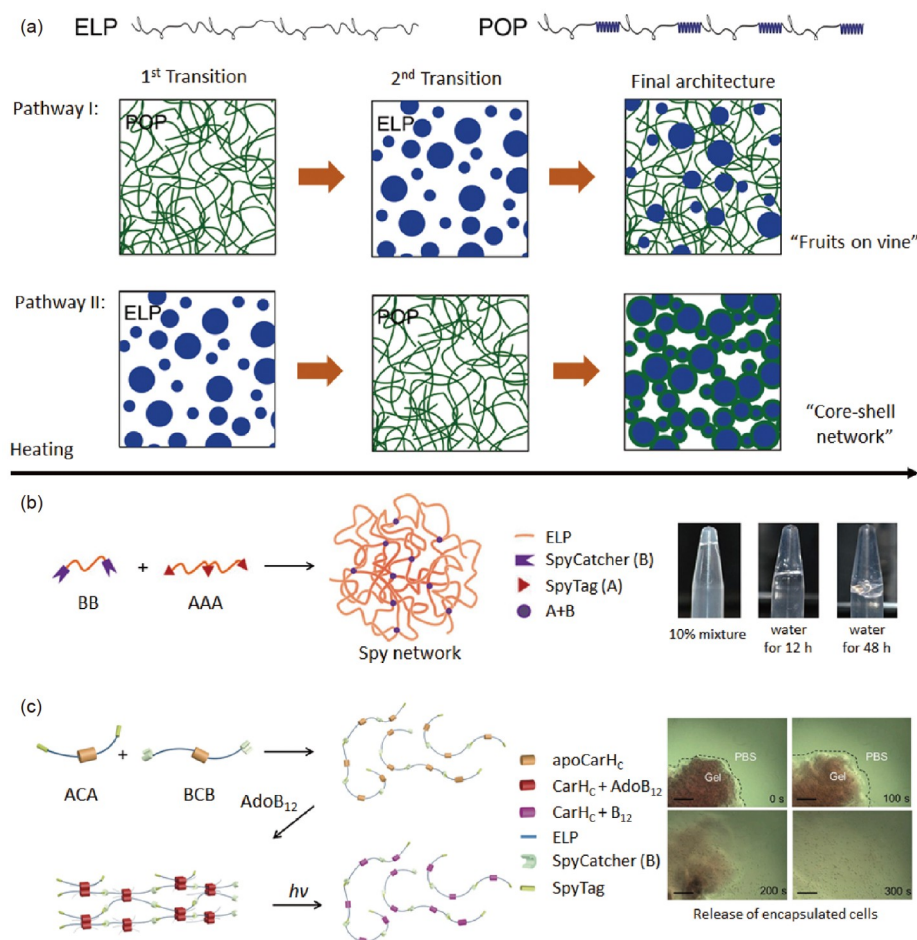 (a)
ELP
POP
1st Transition
2nd Transition
Final architecture
Pathway I:
POP
ELP
“Fruits on vine”
Pathway II:
ELP
POP
“Core-shell
network”
Heating
(b)
BB
+
AAA
Spy network
ELP
SpyCatcher (B)
SpyTag (A)
A+B
10% mixture
water
for 12 h
water
for 48 h
(c)
ACA
+
BCB
AdoB12
hν
apoCarHC
CarHC + AdoB12
CarHC + B12
ELP
SpyCatcher (B)
SpyTag
PBS
Gel
0 s
PBS
Gel
100 s
200 s
300 s
Release of encapsulated cells